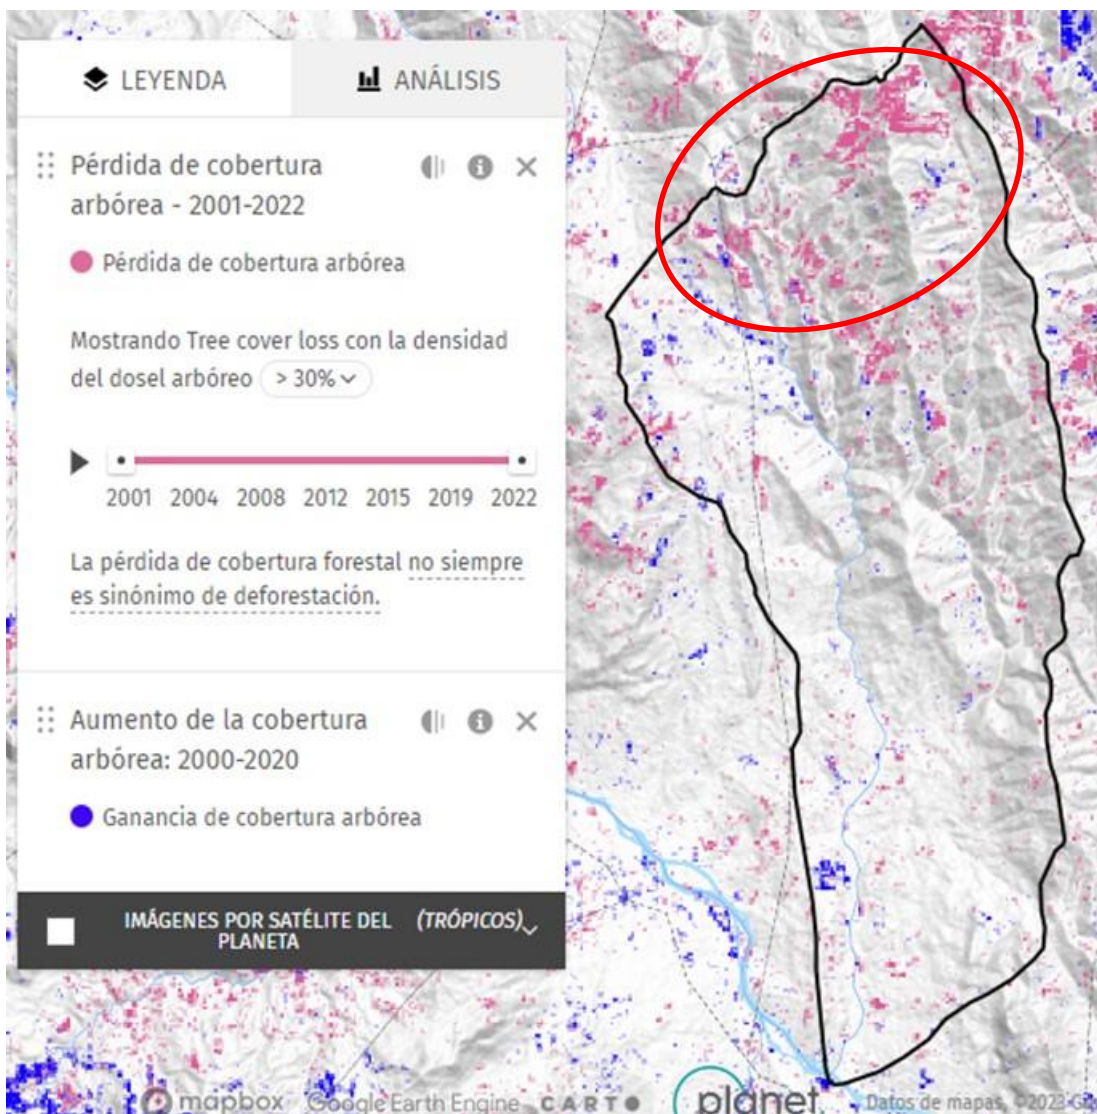 LEYENDA
ANÁLISIS
Pérdida de cobertura
arbórea - 2001-2022
Pérdida de cobertura arbórea
Mostrando Tree cover loss con la densidad
del dosel arbóreo > 30%
2001 2004 2008 2012 2015 2019 2022
La pérdida de cobertura forestal no siempre
es sinónimo de deforestación.
Aumento de la cobertura
arbórea: 2000-2020
Ganancia de cobertura arbórea
IMÁGENES POR SATÉLITE DEL (TRÓPICOS)
PLANETA
mapbox Google Earth Engine CARTO planet. Datos de mapas, ©2023